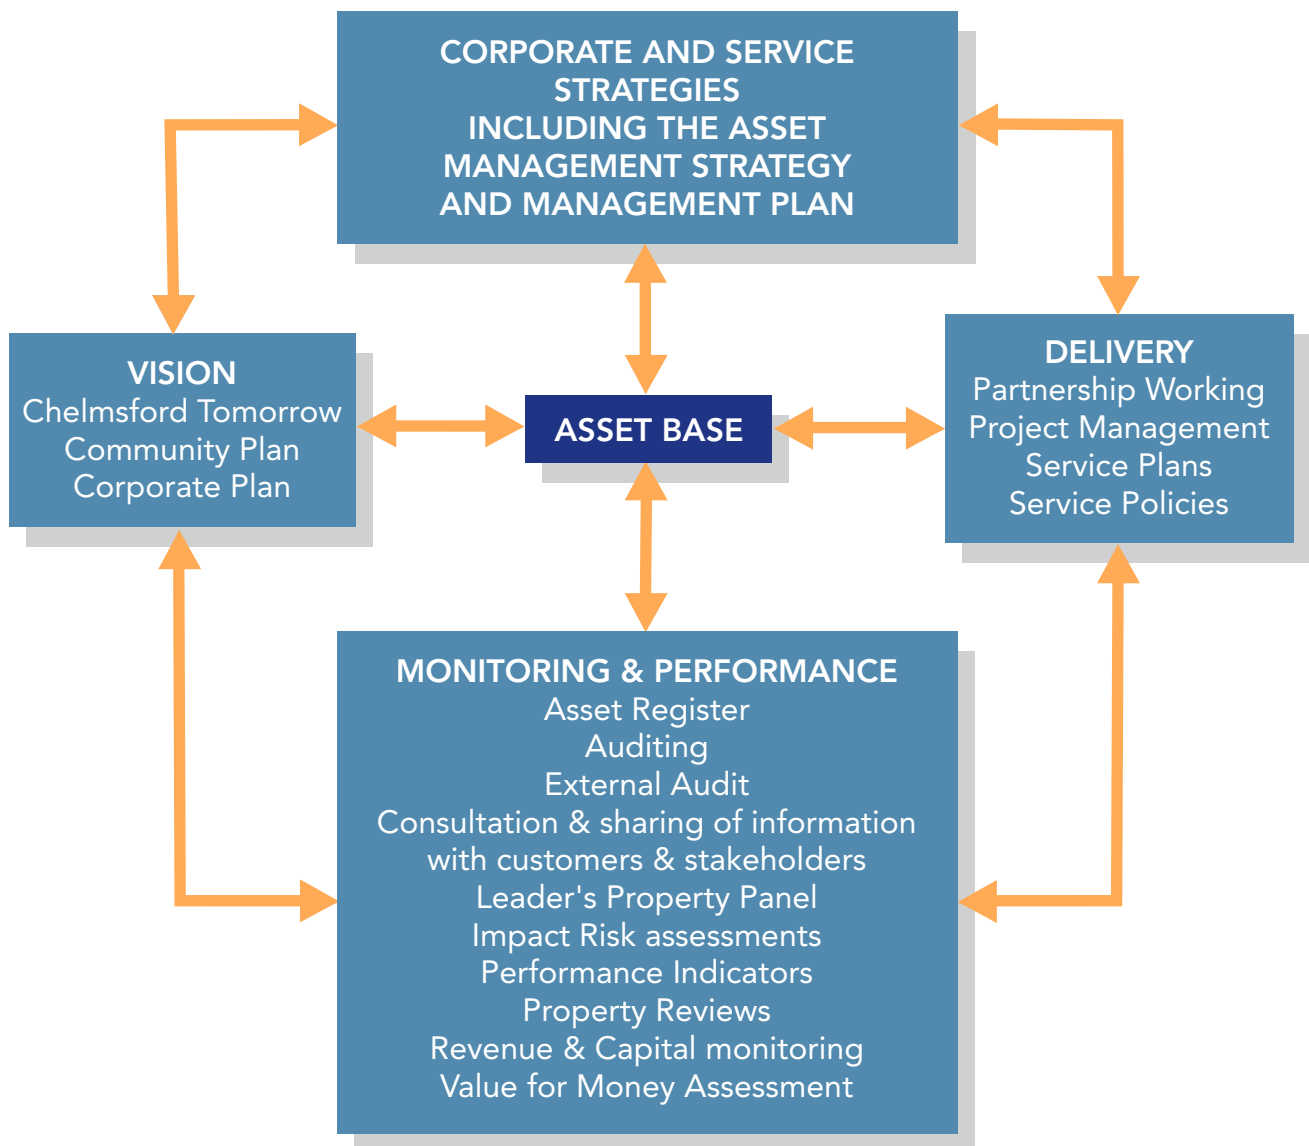 CORPORATE AND SERVICE
STRATEGIES
INCLUDING THE ASSET
MANAGEMENT STRATEGY
AND MANAGEMENT PLAN
VISION
Chelmsford Tomorrow
Community Plan
Corporate Plan
ASSET BASE
DELIVERY
Partnership Working
Project Management
Service Plans
Service Policies
MONITORING & PERFORMANCE
Asset Register
Auditing
External Audit
Consultation & sharing of information
with customers & stakeholders
Leader's Property Panel
Impact Risk assessments
Performance Indicators
Property Reviews
Revenue & Capital monitoring
Value for Money Assessment